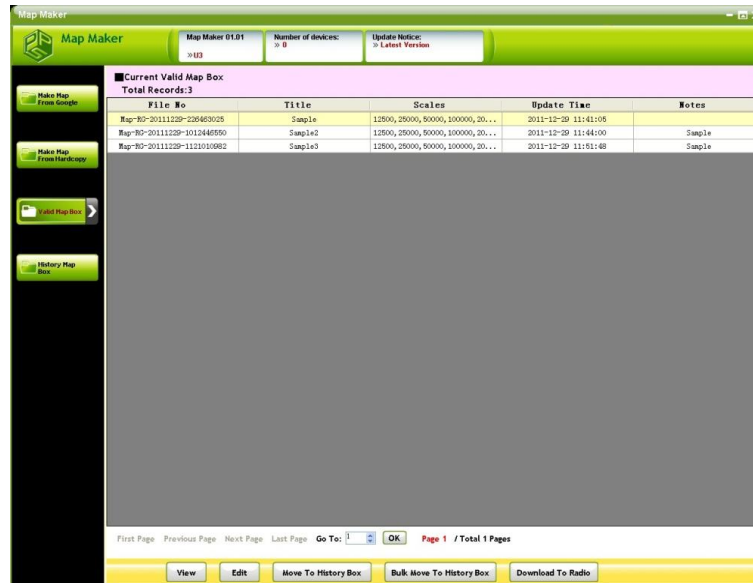 Map Maker
Map Maker
Map Maker 01.01
»U3
Number of devices:
» 0
Update Notice:
» Latest Version
Make Map
From Google
Make Map
From Hardcopy
Valid Map Box
History Map
Box
■Current Valid Map Box
Total Records:3
File No Title Scales Update Time Notes
Map-RG-20111229-226463025 Sample 12500,25000,50000,100000,20... 2011-12-29 11:41:05
Map-RG-20111229-1012446550 Sample2 12500,25000,50000,100000,20... 2011-12-29 11:44:00 Sample
Map-RG-20111229-1121010982 Sample3 12500,25000,50000,100000,20... 2011-12-29 11:51:48 Sample
First Page Previous Page Next Page Last Page Go To: 1 OK Page 1 / Total 1 Pages
View Edit Move To History Box Bulk Move To History Box Download To Radio